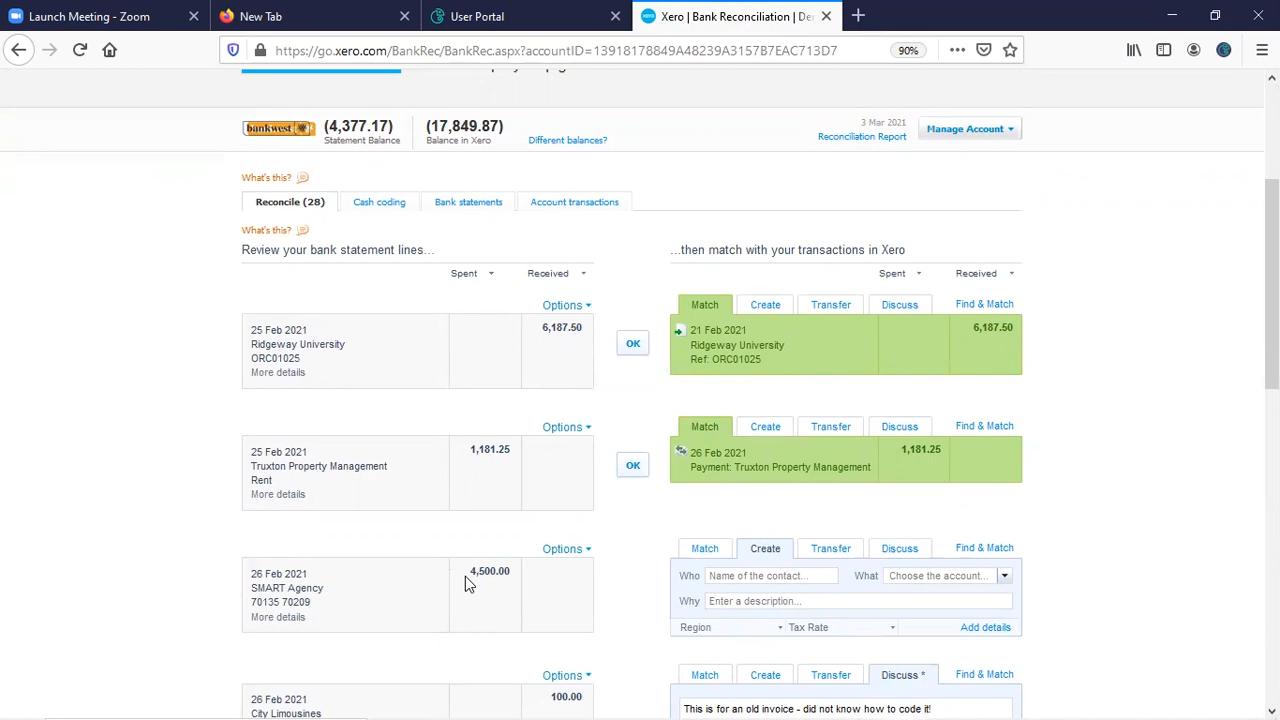 Launch Meeting - Zoom
New Tab
User Portal
Xero | Bank Reconciliation | De
https://go.xero.com/BankRec/BankRec.aspx?accountID=13918178849A48239A3157B7EAC713D7
90%
bankwest
(4,377.17)
Statement Balance
(17,849.87)
Balance in Xero
Different balances?
3 Mar 2021
Reconciliation Report
Manage Account
What's this?
Reconcile (28)
Cash coding
Bank statements
Account transactions
What's this?
Review your bank statement lines…
…then match with your transactions in Xero
Spent
Received
Spent
Received
Options
Match
Create
Transfer
Discuss
Find & Match
25 Feb 2021
Ridgeway University
ORC01025
More details
6,187.50
OK
21 Feb 2021
Ridgeway University
Ref: ORC01025
6,187.50
Options
Match
Create
Transfer
Discuss
Find & Match
25 Feb 2021
Truxton Property Management
Rent
More details
1,181.25
OK
26 Feb 2021
Payment: Truxton Property Management
1,181.25
Options
Match
Create
Transfer
Discuss
Find & Match
26 Feb 2021
SMART Agency
70135 70209
More details
4,500.00
Who
Name of the contact...
What
Choose the account...
Why
Enter a description...
Region
Tax Rate
Add details
Options
Match
Create
Transfer
Discuss *
Find & Match
26 Feb 2021
City Limousines
100.00
This is for an old invoice - did not know how to code it!